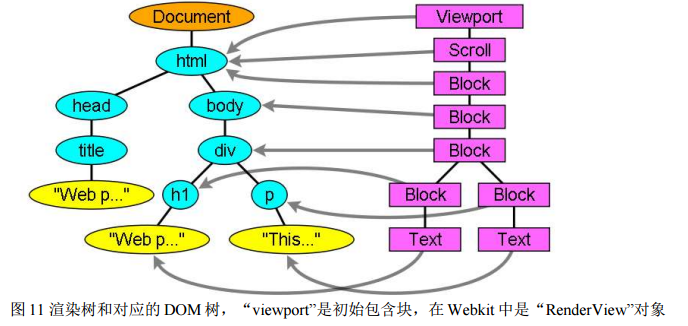 Document
Viewport
html
Scroll
Block
head
body
Block
title
div
Block
"Web p..."
h1
p
Block
Block
"Web p..."
"This..."
Text
Text
图 11 渲染树和对应的 DOM 树，“viewport”是初始包含块，在 Webkit 中是“RenderView”对象